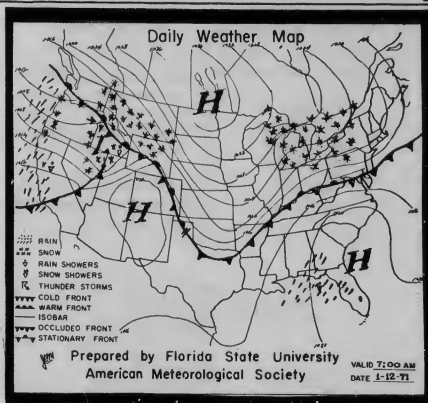 Daily Weather Map
H
H
H
L
RAIN
SNOW
RAIN SHOWERS
SNOW SHOWERS
THUNDER STORMS
COLD FRONT
WARM FRONT
ISOBAR
OCCLUDED FRONT
STATIONARY FRONT
Prepared by Florida State University
American Meteorological Society
VALID 7:00 AM
DATE 1-12-71